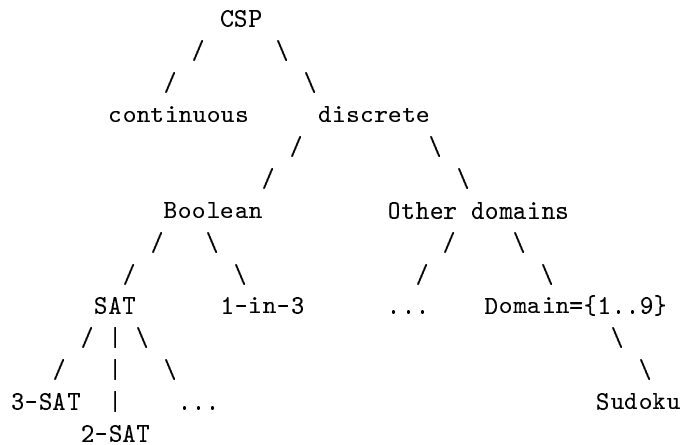 CSP
continuous discrete
Boolean Other domains
SAT 1-in-3 ... Domain={1..9}
3-SAT ... Sudoku
2-SAT